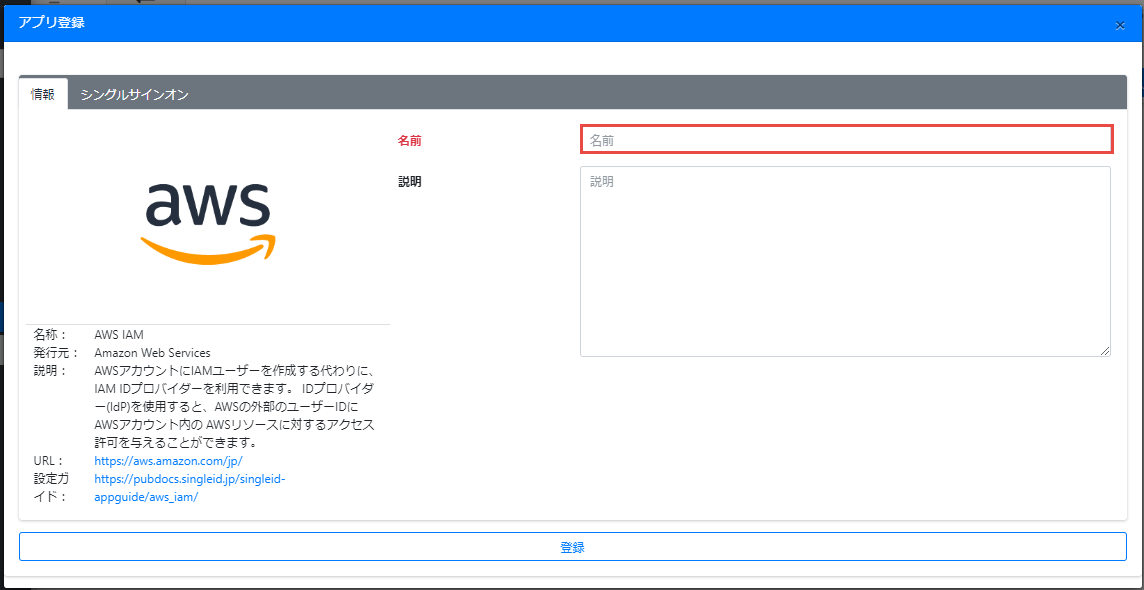 アプリ登録
×
情報 シングルサインオン
aws
名前 名前
説明 説明
名称： AWS IAM
発行元： Amazon Web Services
説明： AWSアカウントにIAMユーザーを作成する代わりに、
IAM IDプロバイダーを利用できます。 IDプロバイダ
ー(IdP)を使用すると、AWSの外部のユーザーIDに
AWSアカウント内の AWSリソースに対するアクセス
許可を与えることができます。
URL： https://aws.amazon.com/jp/
設定ガ https://pubdocs.singleid.jp/singleid-
イド： appguide/aws_iam/
登録